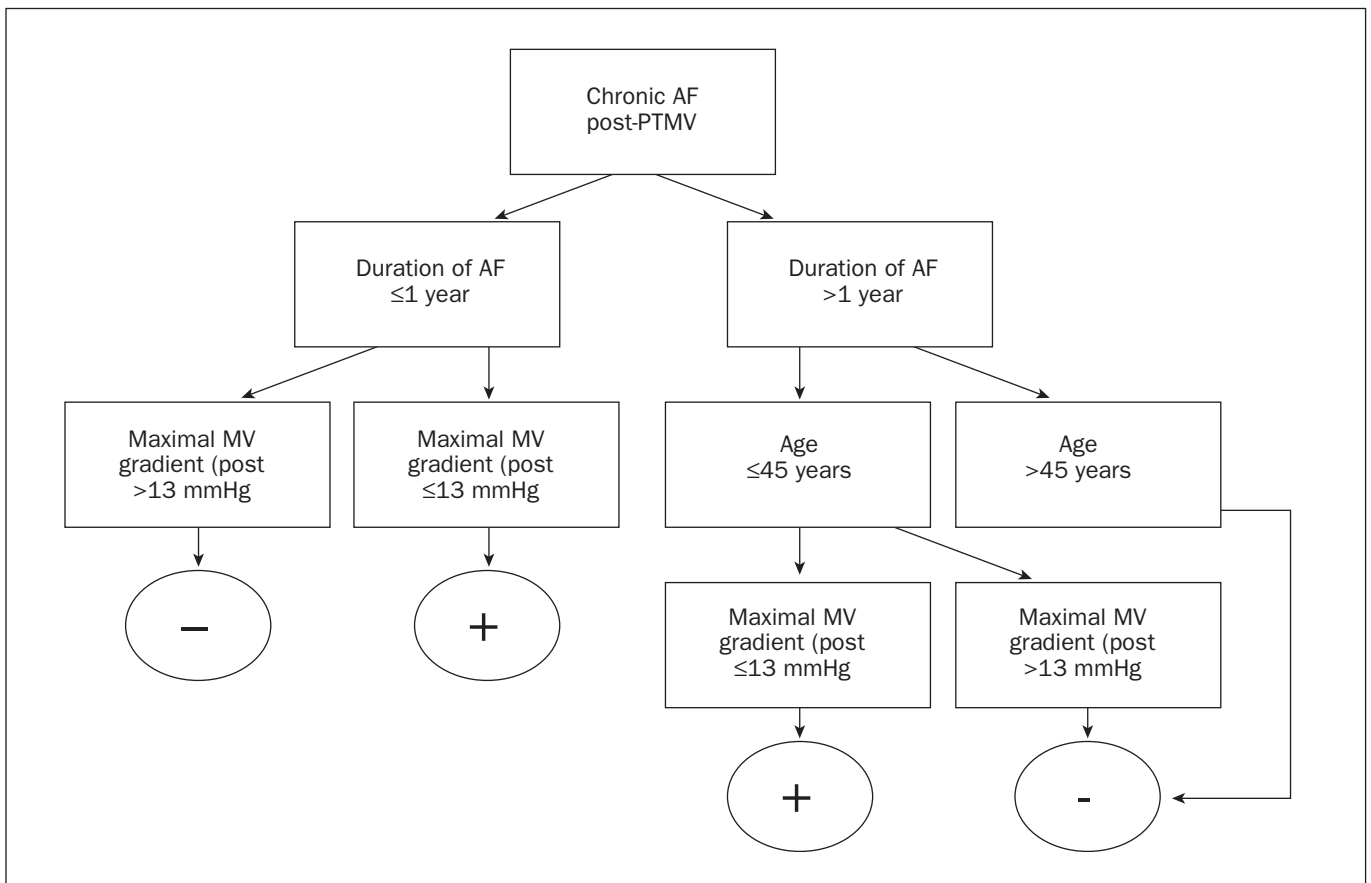 Chronic AF
post-PTMV
Duration of AF
≤1 year
Duration of AF
>1 year
Maximal MV
gradient (post
>13 mmHg
Maximal MV
gradient (post
≤13 mmHg
Age
≤45 years
Age
>45 years
–
+
Maximal MV
gradient (post
≤13 mmHg
Maximal MV
gradient (post
>13 mmHg
+
-